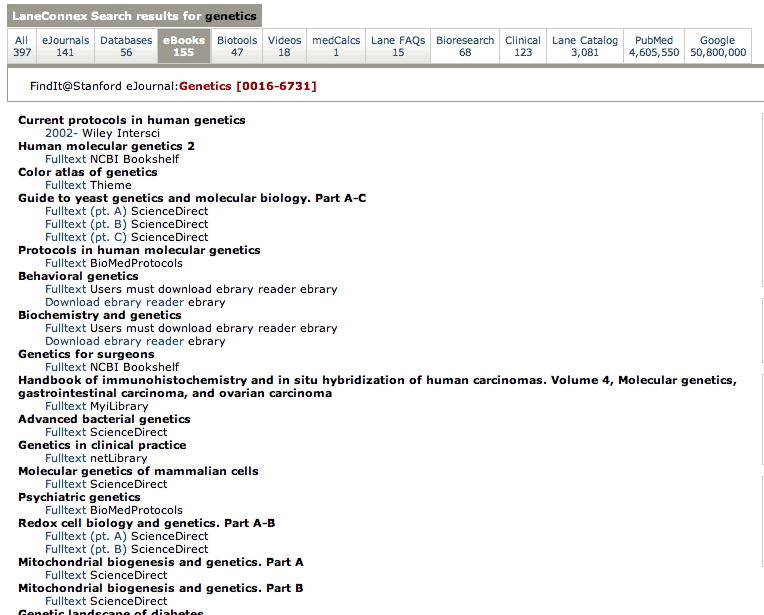 LaneConnex Search results for genetics
All eJournals Databases eBooks Biotools Videos medCalcs Lane FAQs Bioresearch Clinical Lane Catalog PubMed Google
397 141 56 155 47 18 1 15 68 123 3,081 4,605,550 50,800,000
FindIt@Stanford eJournal:Genetics [0016-6731]
Current protocols in human genetics
2002- Wiley Intersci
Human molecular genetics 2
Fulltext NCBI Bookshelf
Color atlas of genetics
Fulltext Thieme
Guide to yeast genetics and molecular biology. Part A-C
Fulltext (pt. A) ScienceDirect
Fulltext (pt. B) ScienceDirect
Fulltext (pt. C) ScienceDirect
Protocols in human molecular genetics
Fulltext BioMedProtocols
Behavioral genetics
Fulltext Users must download ebrary reader ebrary
Download ebrary reader ebrary
Biochemistry and genetics
Fulltext Users must download ebrary reader ebrary
Download ebrary reader ebrary
Genetics for surgeons
Fulltext NCBI Bookshelf
Handbook of immunohistochemistry and in situ hybridization of human carcinomas. Volume 4, Molecular genetics,
gastrointestinal carcinoma, and ovarian carcinoma
Fulltext MyiLibrary
Advanced bacterial genetics
Fulltext ScienceDirect
Genetics in clinical practice
Fulltext netLibrary
Molecular genetics of mammalian cells
Fulltext ScienceDirect
Psychiatric genetics
Fulltext BioMedProtocols
Redox cell biology and genetics. Part A-B
Fulltext (pt. A) ScienceDirect
Fulltext (pt. B) ScienceDirect
Mitochondrial biogenesis and genetics. Part A
Fulltext ScienceDirect
Mitochondrial biogenesis and genetics. Part B
Fulltext ScienceDirect
Genetic landscape of diabetes